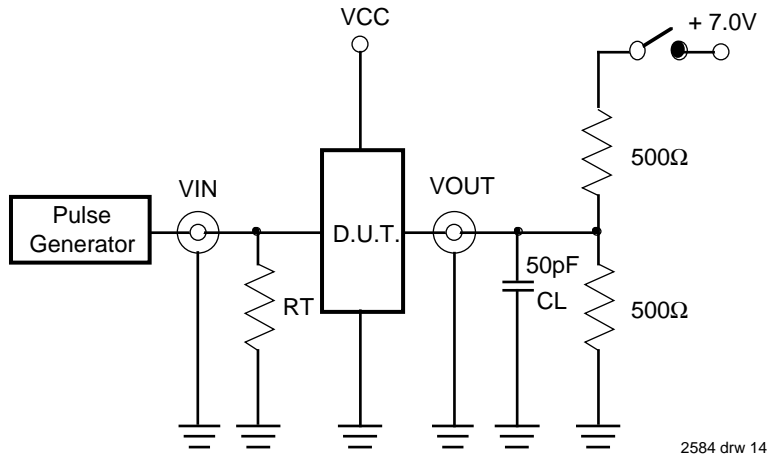 VCC
+ 7.0V
500Ω
VIN
VOUT
Pulse
Generator
D.U.T.
50pF
CL
RT
500Ω
2584 drw 14